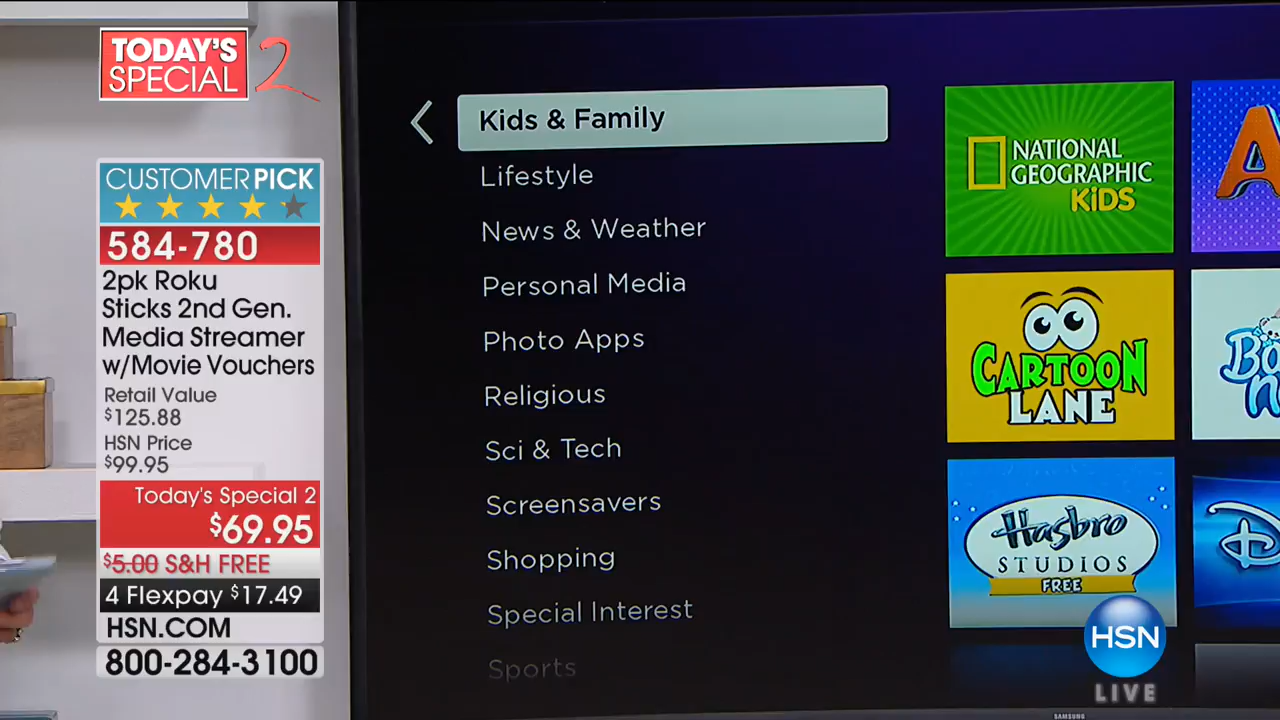 TODAY'S
SPECIAL 2
CUSTOMER PICK
584-780
2pk Roku
Sticks 2nd Gen.
Media Streamer
w/Movie Vouchers
Retail Value
$125.88
HSN Price
$99.95
Today's Special 2
$69.95
$5.00 S&H FREE
4 Flexpay $17.49
HSN.COM
800-284-3100
Kids & Family
Lifestyle
News & Weather
Personal Media
Photo Apps
Religious
Sci & Tech
Screensavers
Shopping
Special Interest
Sports
NATIONAL
GEOGRAPHIC
KiDS
CARTOON
LANE
Hasbro
STUDIOS
FREE
HSN
LIVE
SAMSUNG